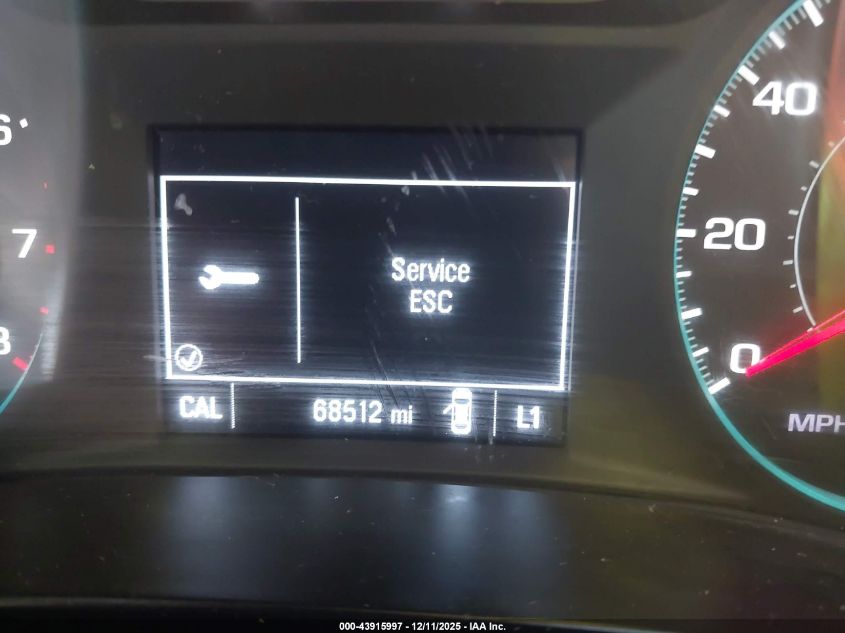 6
7
8
40
20
0
MPH
Service
ESC
CAL
68512 mi
L1
000-43915997 - 12/11/2025 - IAA Inc.